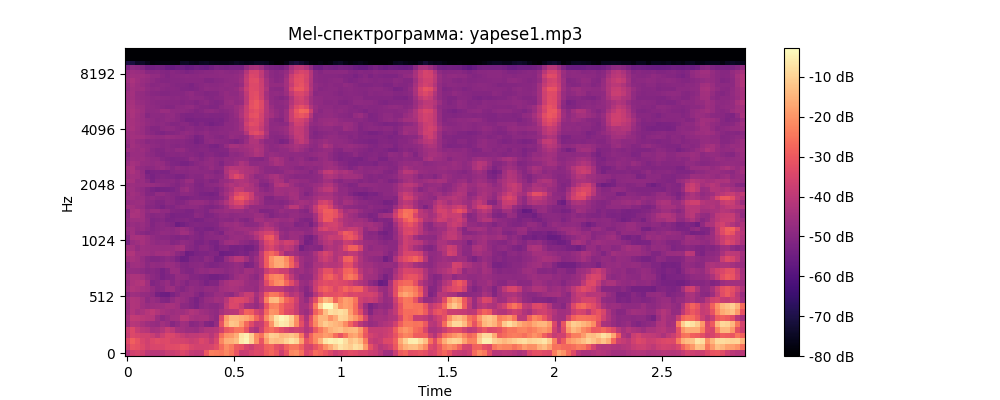 Mel-спектрограмма: yapese1.mp3
Hz
8192
4096
2048
1024
512
0
0 0.5 1 1.5 2 2.5
Time
-10 dB
-20 dB
-30 dB
-40 dB
-50 dB
-60 dB
-70 dB
-80 dB